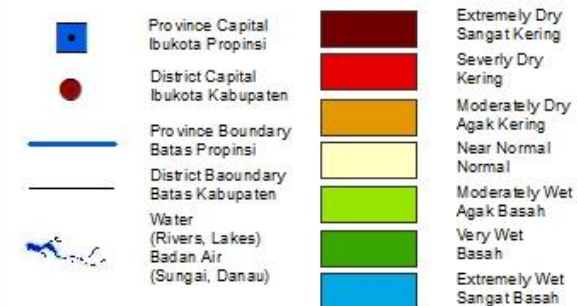 Province Capital
Ibukota Propinsi
District Capital
Ibukota Kabupaten
Province Boundary
Batas Propinsi
District Baoundary
Batas Kabupaten
Water
(Rivers, Lakes)
Badan Air
(Sungai, Danau)
Extremely Dry
Sangat Kering
Severly Dry
Kering
Moderately Dry
Agak Kering
Near Normal
Normal
Moderately Wet
Agak Basah
Very Wet
Basah
Extremely Wet
Sangat Basah